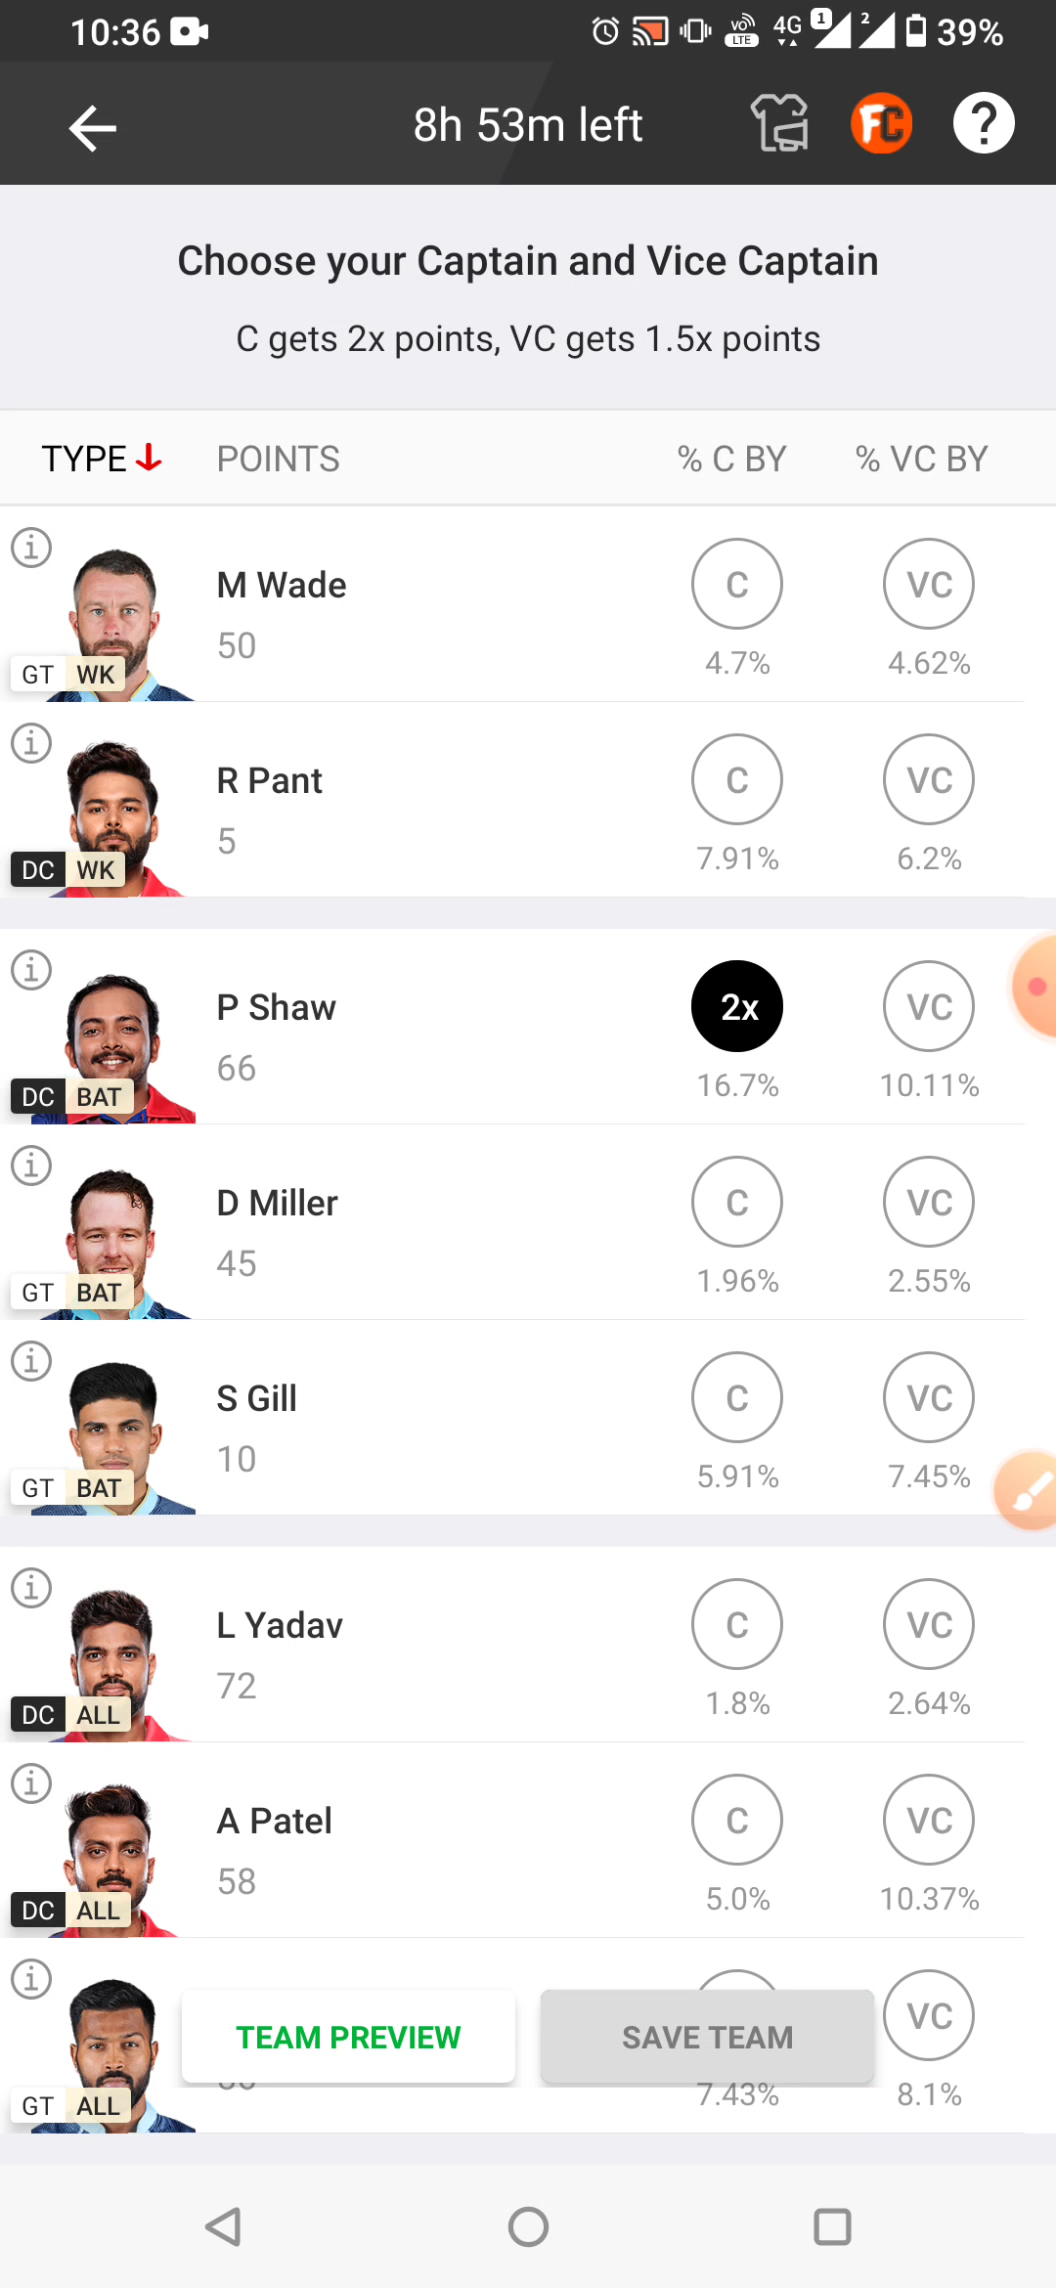 10:36 VO LTE 4G 1 2 39%
8h 53m left FC ?
Choose your Captain and Vice Captain
C gets 2x points, VC gets 1.5x points
TYPE POINTS % C BY % VC BY
M Wade C VC
50 4.7% 4.62%
GT WK
R Pant C VC
5 7.91% 6.2%
DC WK
P Shaw 2x VC
66 16.7% 10.11%
DC BAT
D Miller C VC
45 1.96% 2.55%
GT BAT
S Gill C VC
10 5.91% 7.45%
GT BAT
L Yadav C VC
72 1.8% 2.64%
DC ALL
A Patel C VC
58 5.0% 10.37%
DC ALL
VC
TEAM PREVIEW SAVE TEAM
7.43% 8.1%
GT ALL